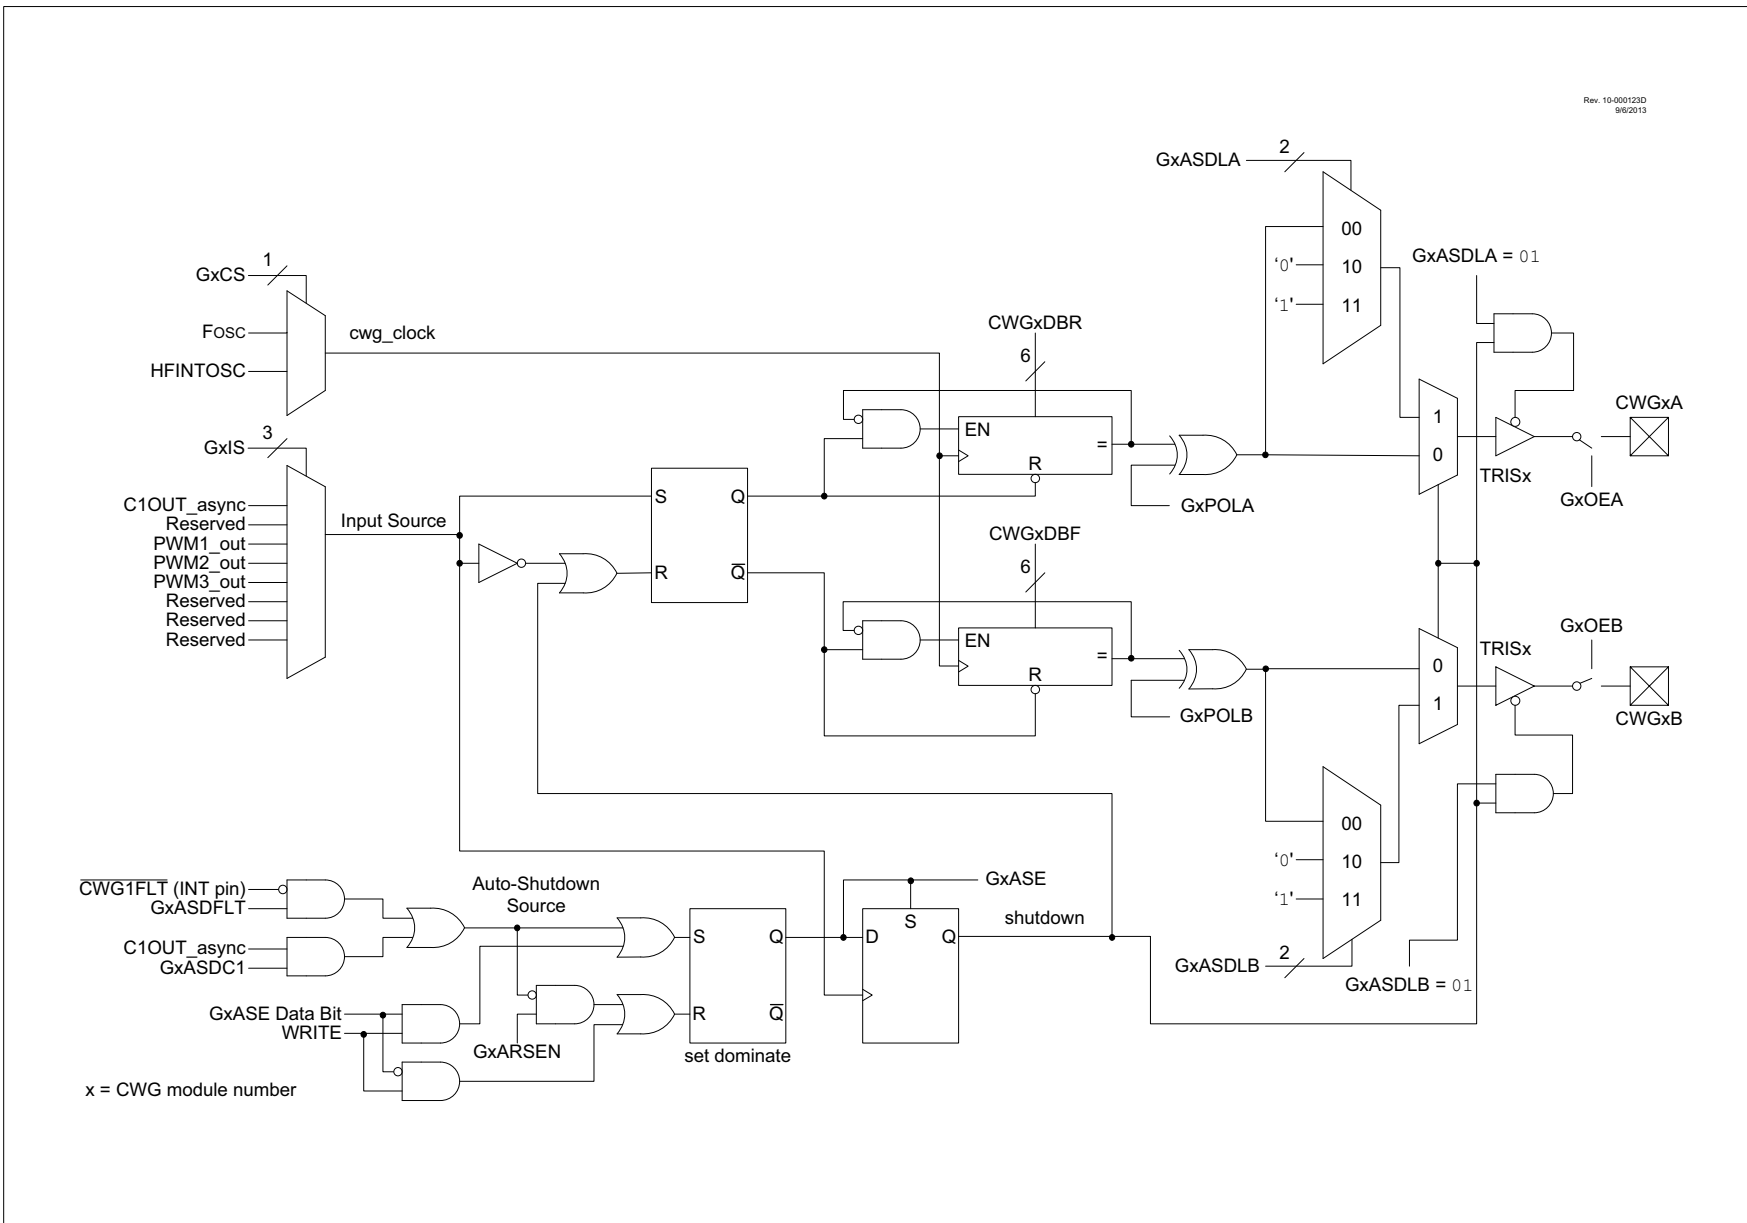 Rev. 10-000123D
9/6/2013
GxASDLA
2
00
'0'
10
'1'
11
GxASDLA = 01
GxCS
1
FOSC
HFINTOSC
cwg_clock
CWGxDBR
6
EN
=
R
GxPOLA
1
0
TRISx
CWGxA
GxOEA
GxIS
3
C1OUT_async
Reserved
PWM1_out
PWM2_out
PWM3_out
Reserved
Reserved
Reserved
Input Source
S
Q
R
Q
CWGxDBF
6
EN
=
R
GxPOLB
0
1
TRISx
GxOEB
CWGxB
00
'0'
10
'1'
11
GxASDLB
2
GxASDLB = 01
CWG1FLT (INT pin)
GxASDFLT
C1OUT_async
GxASDC1
Auto-Shutdown
Source
GxASE Data Bit
WRITE
GxARSEN
S
Q
R
Q
set dominate
GxASE
S
D
Q
shutdown
x = CWG module number